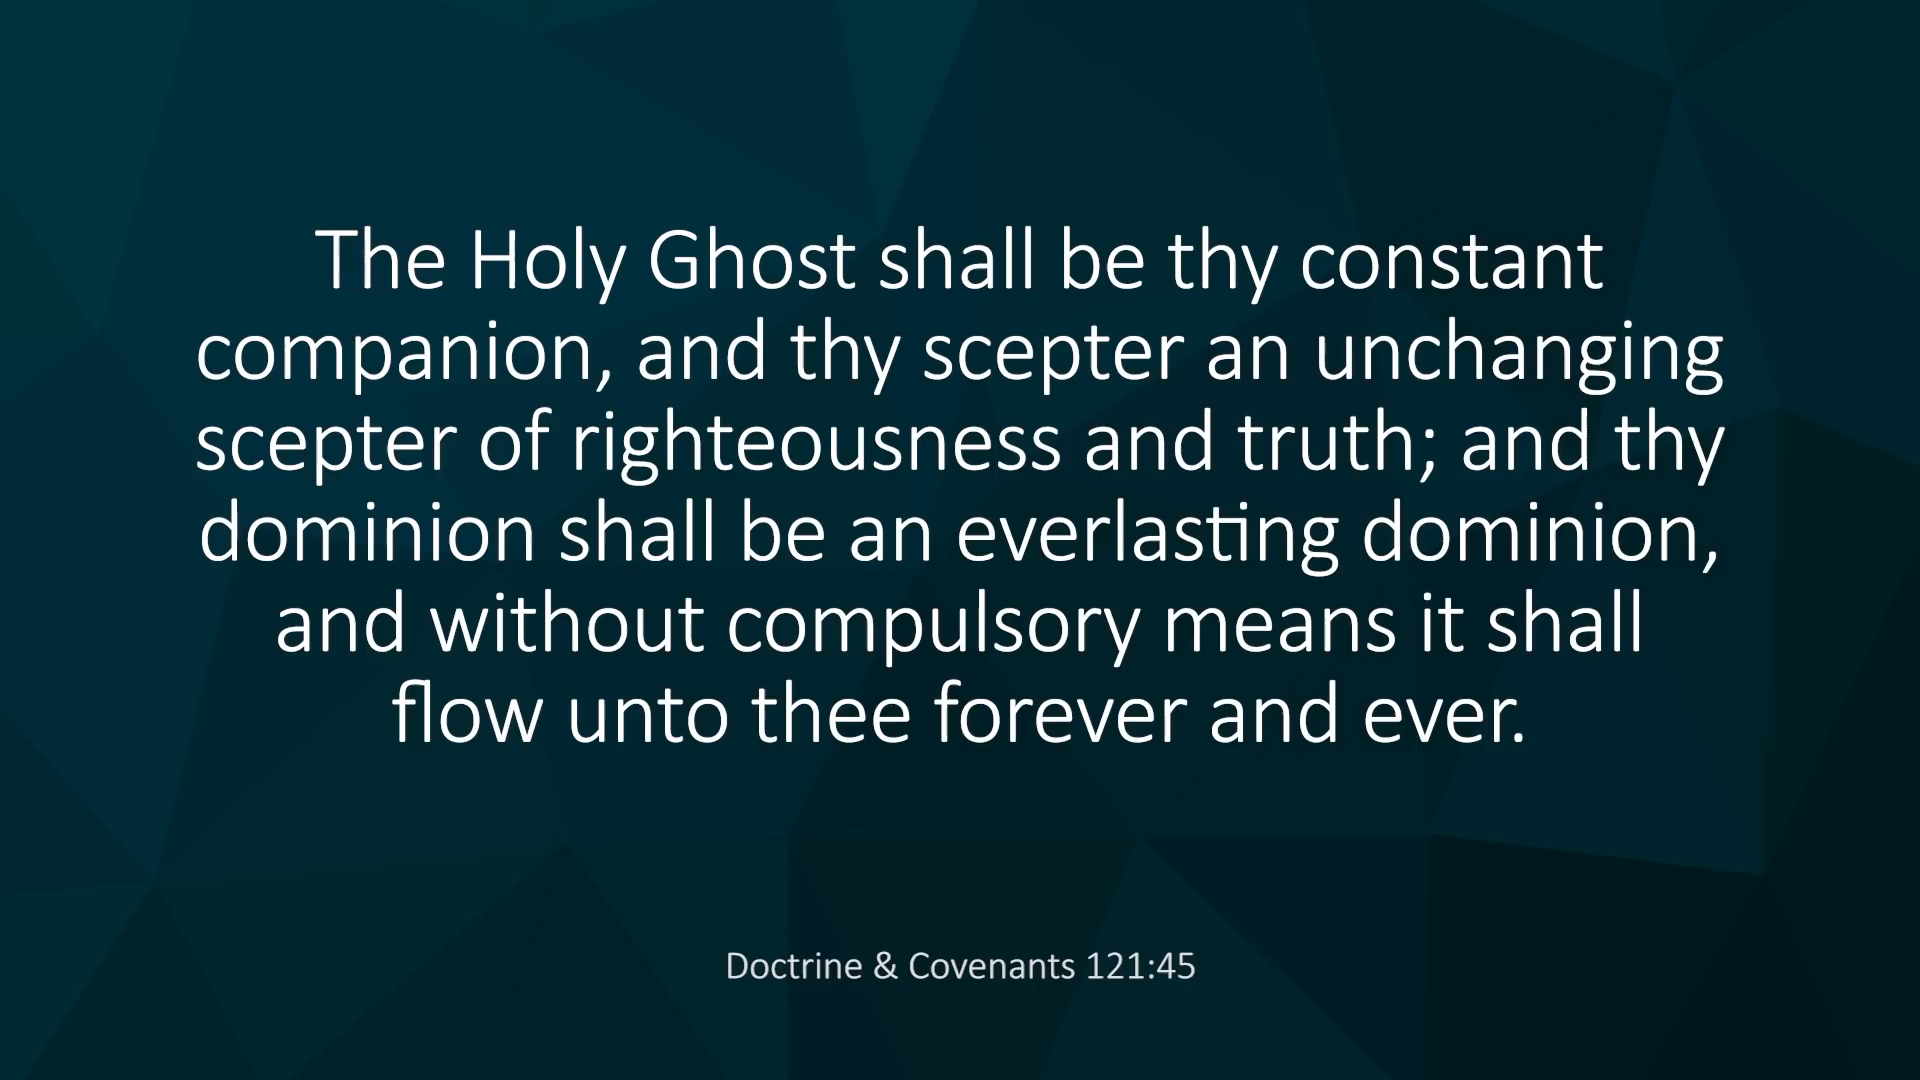 The Holy Ghost shall be thy constant
companion, and thy scepter an unchanging
scepter of righteousness and truth; and thy
dominion shall be an everlasting dominion,
and without compulsory means it shall
flow unto thee forever and ever.
Doctrine & Covenants 121:45